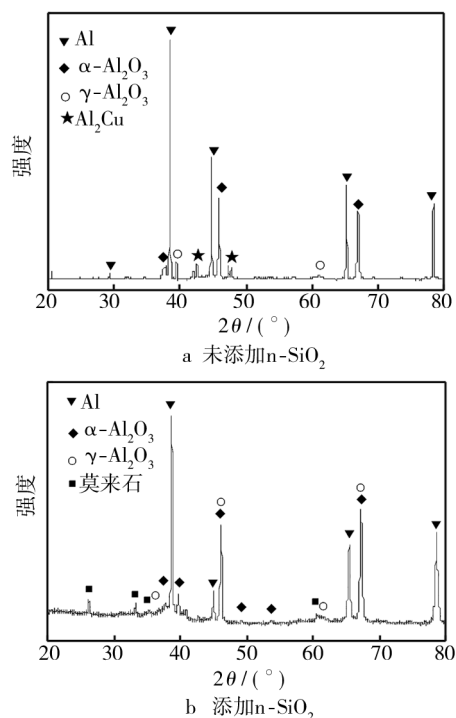 Al
α-Al₂O₃
γ-Al₂O₃
Al₂Cu
强度
20 30 40 50 60 70 80
2θ/(°)
a 未添加n-SiO₂
Al
α-Al₂O₃
γ-Al₂O₃
莫来石
强度
20 30 40 50 60 70 80
2θ/(°)
b 添加n-SiO₂